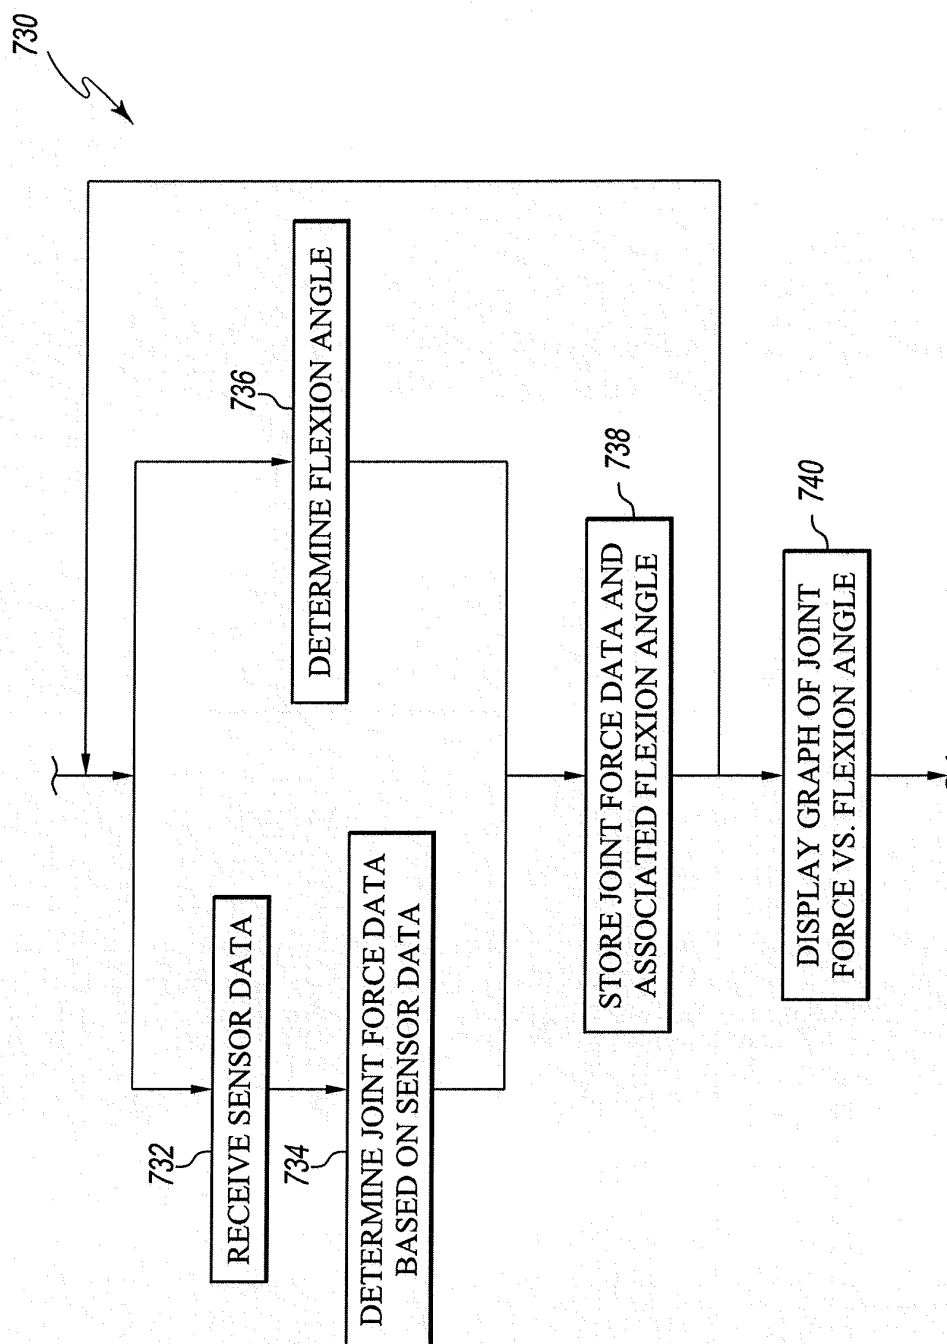 730
732
RECEIVE SENSOR DATA
734
DETERMINE JOINT FORCE DATA
BASED ON SENSOR DATA
736
DETERMINE FLEXION ANGLE
738
STORE JOINT FORCE DATA AND
ASSOCIATED FLEXION ANGLE
740
DISPLAY GRAPH OF JOINT
FORCE VS. FLEXION ANGLE